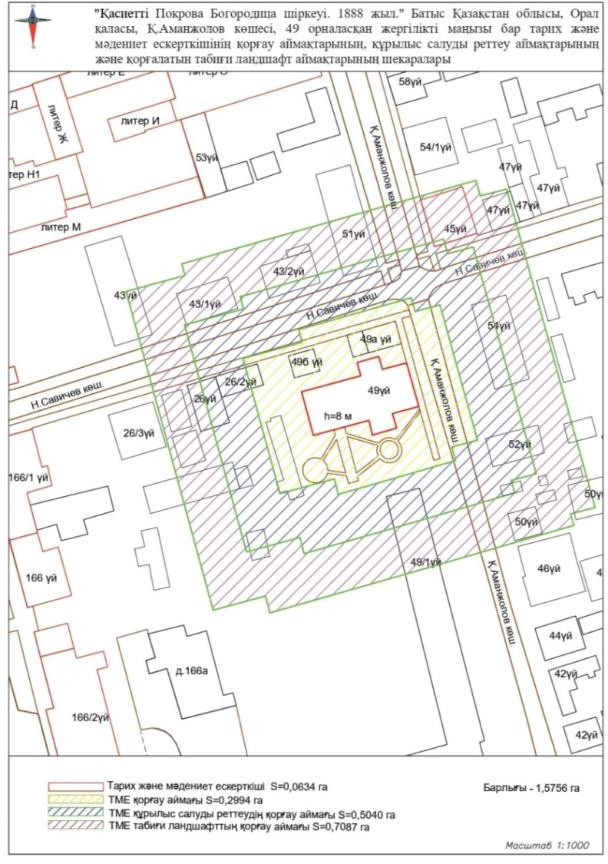 "Қасиетті Покрова Богородица шіркеуі. 1888 жыл." Батыс Қазақстан облысы, Орал
қаласы, Қ.Аманжолов көшесі, 49 орналасқан жергілікті маңызы бар тарих және
мәдениет ескерткішінің қорғау аймақтарының, құрылыс салуды реттеу аймақтарының
және қорғалатын табиғи ландшафт аймақтарының шекаралары
литер Е
58үй
Д
литер Ж
литер И
53үй
Қ.Аманжолов көш.
54/1үй
47үй
47үй
тер Н1
47үй
47үй
литер М
51үй
45үй
43/2үй
Н.Савичев көш.
43үй
43/1үй
Н.Савичев көш.
54үй
49а үй
49б үй
26/2үй
49үй
Қ.Аманжолов көш.
26үй
Н.Савичев көш.
h=8 м
26/3үй
52үй
166/1 үй
50үй
50үй
49/1үй
46үй
166 үй
Қ.Аманжолов көш.
44үй
д.166а
42үй
166/2үй
42үй
Тарих және мәдениет ескерткіші S=0,0634 га
Барлығы - 1,5756 га
ТМЕ қорғау аймағы S=0,2994 га
ТМЕ құрылыс салуды реттеудің қорғау аймағы S=0,5040 га
ТМЕ табиғи ландшафттың қорғау аймағы S=0,7087 га
Масштаб 1:1000